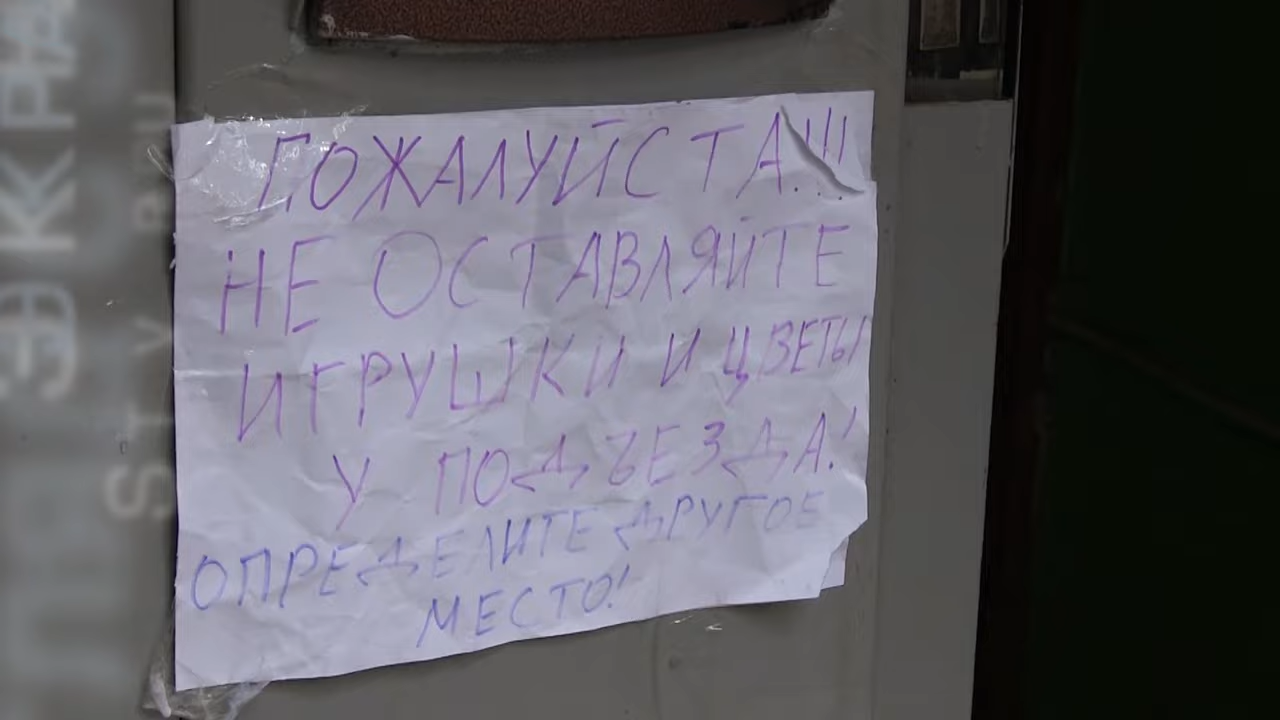 ПОЖАЛУЙСТА!!!
НЕ ОСТАВЛЯЙТЕ
ИГРУШКИ И ЦВЕТЫ
У ПОДЪЕЗДА!
ОПРЕДЕЛИТЕ ДРУГОЕ
МЕСТО!